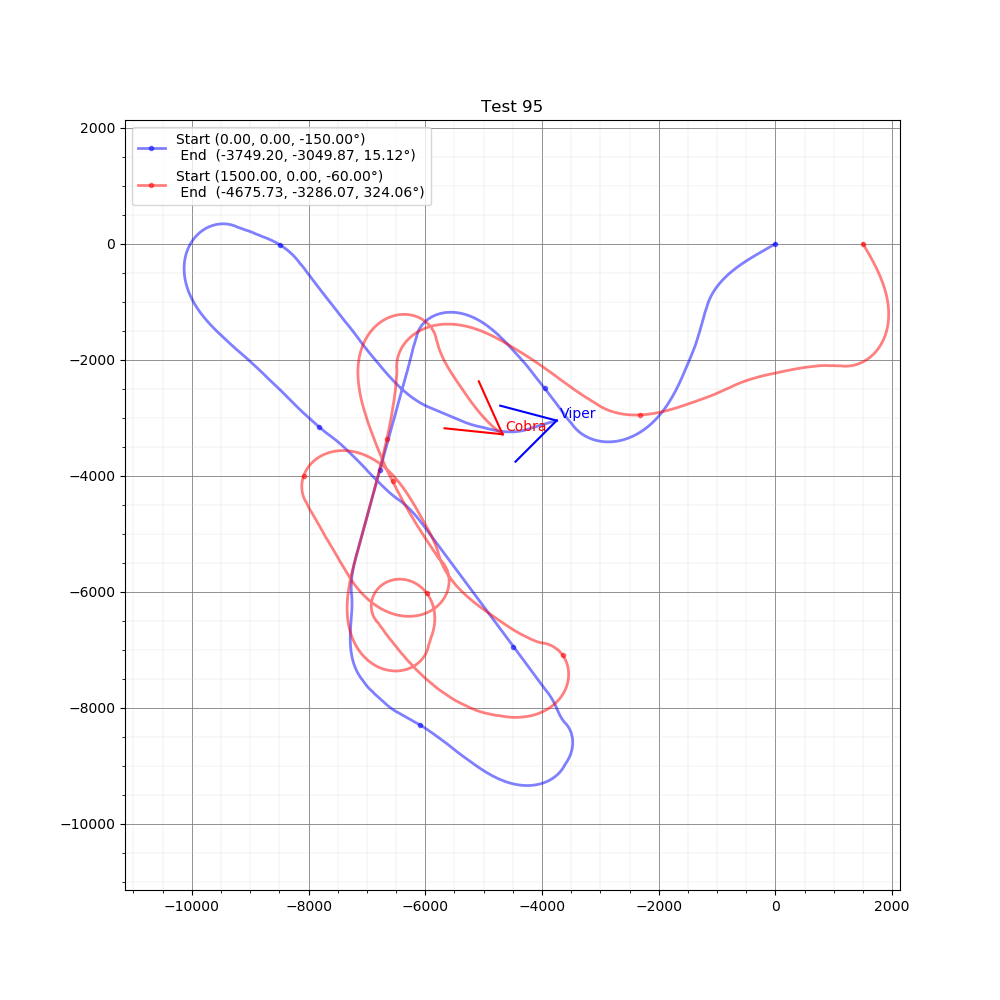 Test 95
Start (0.00, 0.00, -150.00°)
End (-3749.20, -3049.87, 15.12°)
Start (1500.00, 0.00, -60.00°)
End (-4675.73, -3286.07, 324.06°)
2000
0
−2000
−4000
−6000
−8000
−10000
Viper
Cobra
−10000
−8000
−6000
−4000
−2000
0
2000